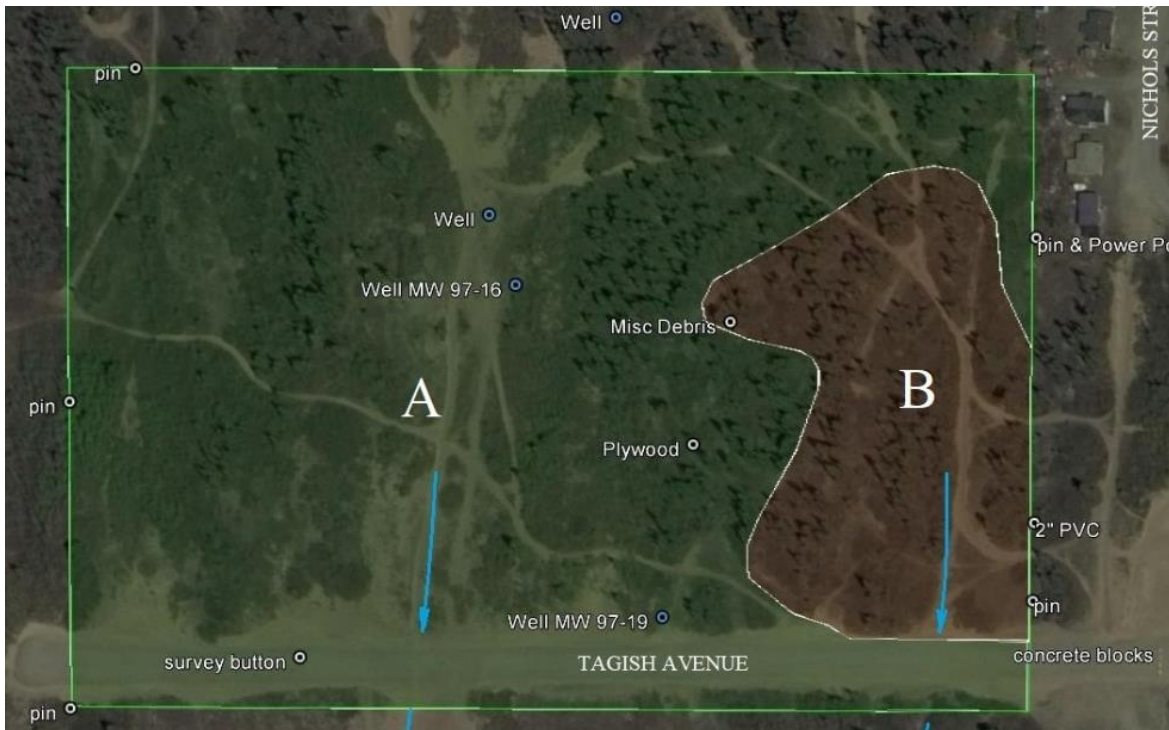 Well
pin
NICHOLS STR
Well
pin & Power Po
Well MW 97-16
Misc Debris
A
B
pin
Plywood
2" PVC
pin
Well MW 97-19
survey button
TAGISH AVENUE
concrete blocks
pin